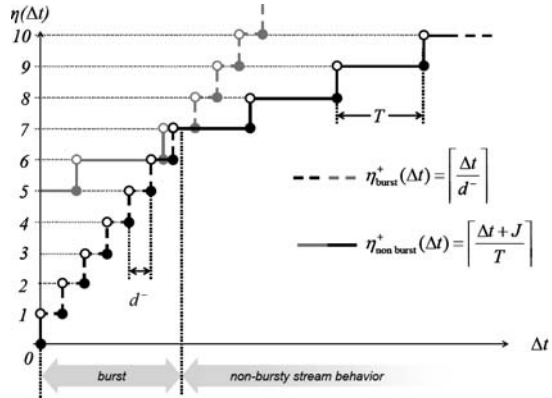 η(Δt)
10
9
8
7
6
5
4
3
2
1
0
T
d⁻
η⁺burst(Δt) = ⌈Δt / d⁻⌉
η⁺non burst(Δt) = ⌈(Δt + J) / T⌉
Δt
burst
non-bursty stream behavior